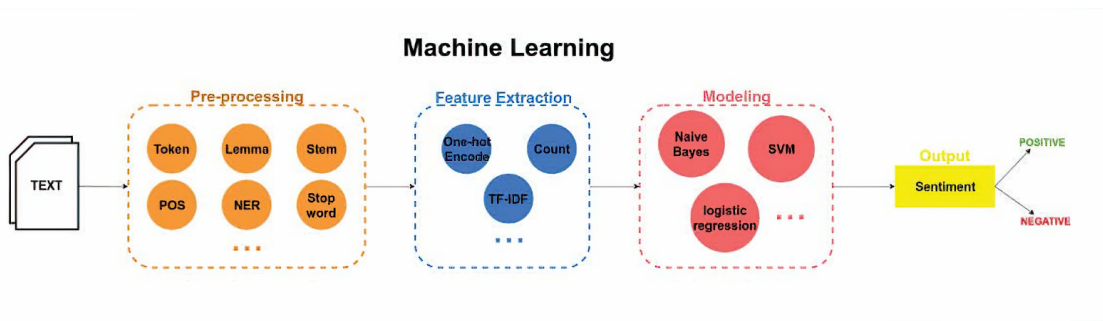 Machine Learning
Pre-processing
Feature Extraction
Modeling
TEXT
Token
Lemma
Stem
POS
NER
Stop
word
...
One-hot
Encode
Count
TF-IDF
...
Naive
Bayes
SVM
logistic
regression
...
Output
Sentiment
POSITIVE
NEGATIVE